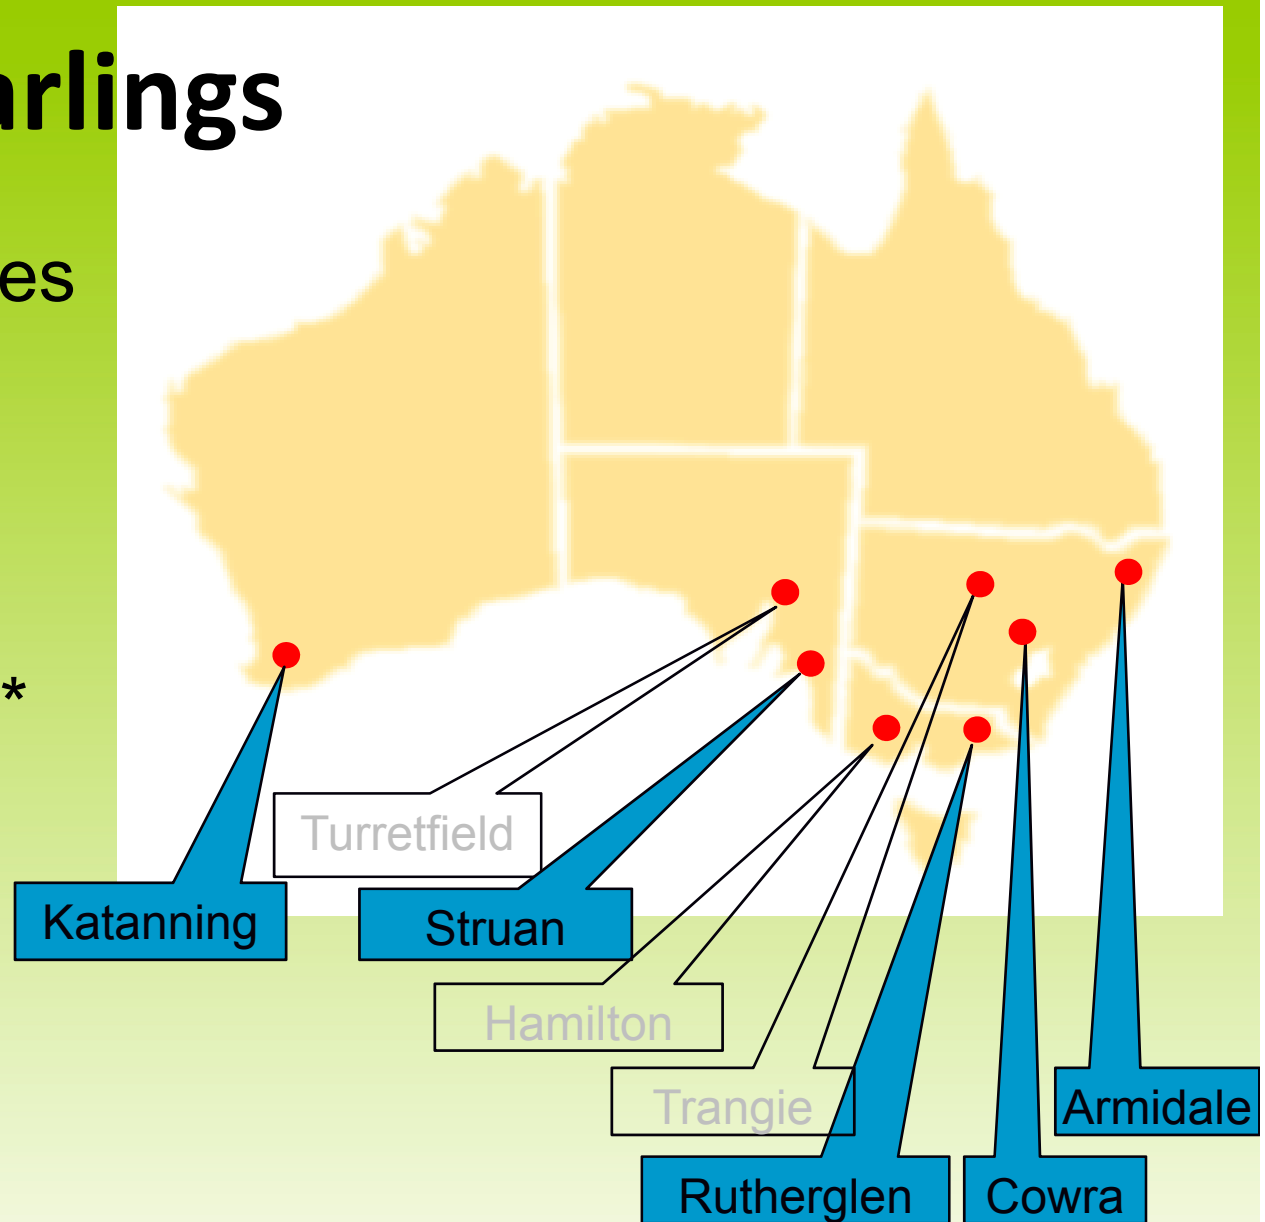 arlings
es
*
Turretfield
Katanning
Struan
Hamilton
Trangie
Armidale
Rutherglen
Cowra